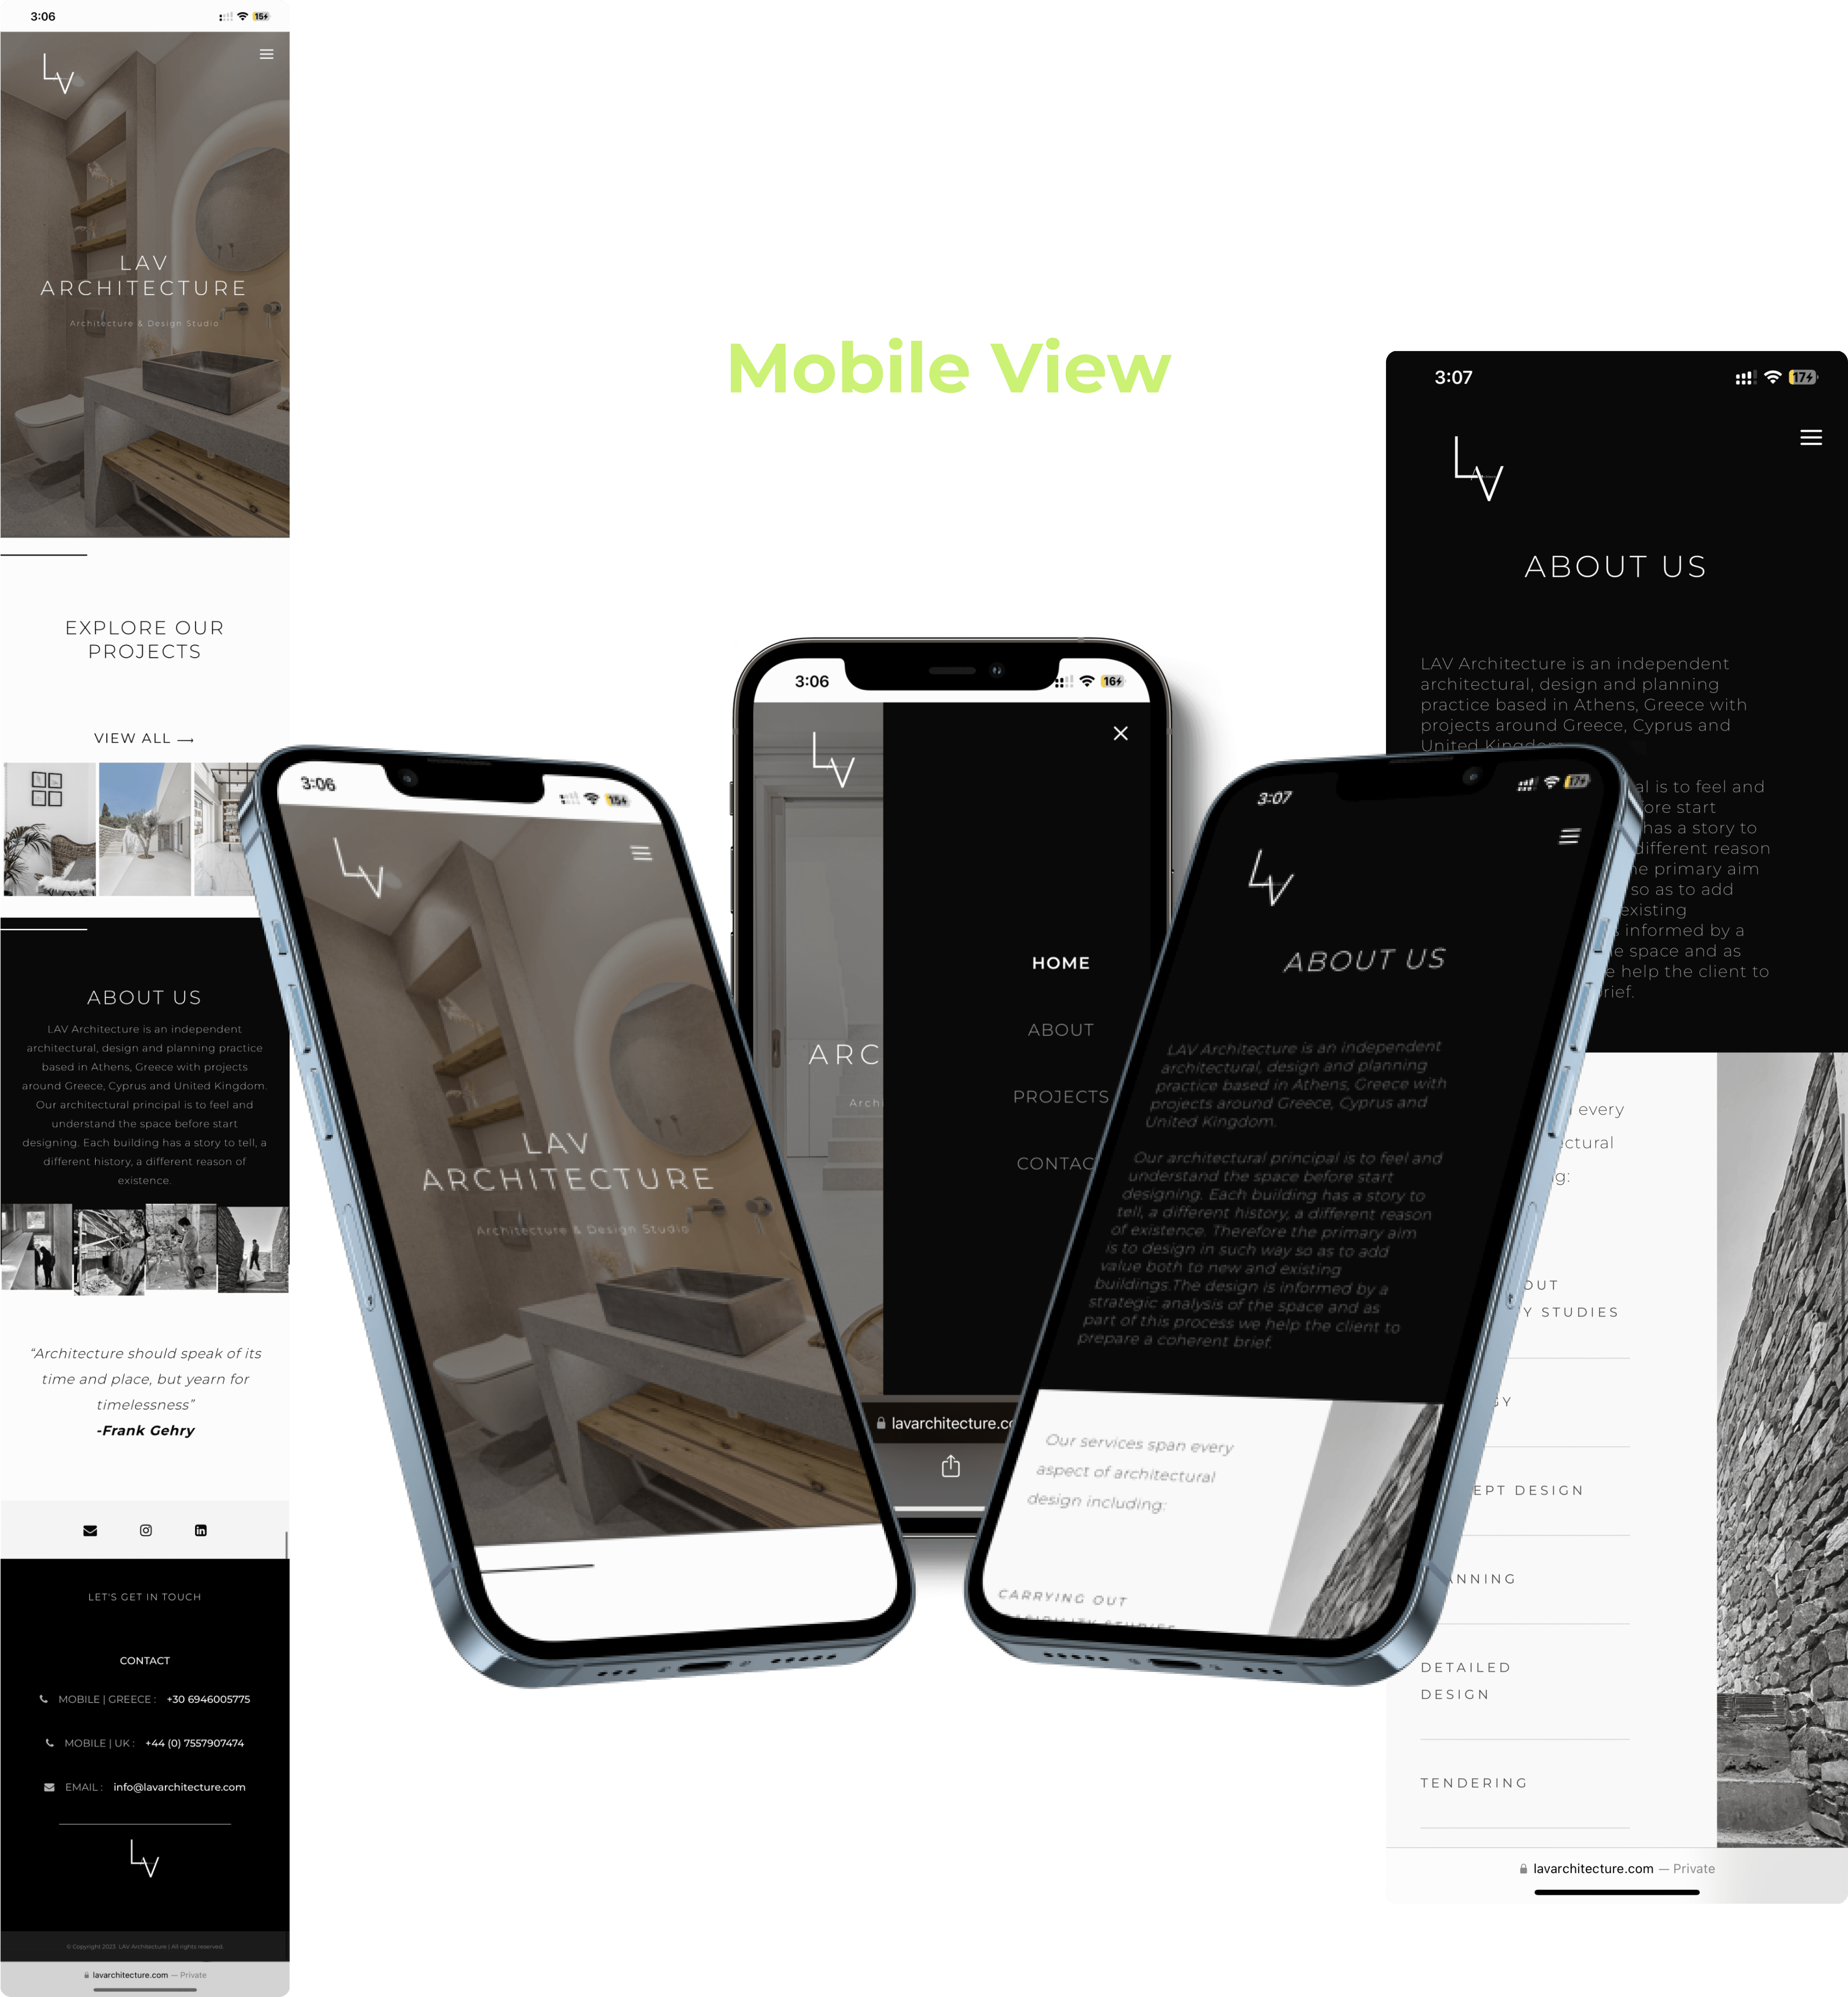 3:06
15
LV
LAV
ARCHITECTURE
Architecture & Design Studio
EXPLORE OUR
PROJECTS
VIEW ALL →
ABOUT US
LAV Architecture is an independent
architectural, design and planning practice
based in Athens, Greece with projects
around Greece, Cyprus and United Kingdom.
Our architectural principal is to feel and
understand the space before start
designing. Each building has a story to tell, a
different history, a different reason of
existence.
“Architecture should speak of its
time and place, but yearn for
timelessness”
-Frank Gehry
LET'S GET IN TOUCH
CONTACT
MOBILE | GREECE : +30 6946005775
MOBILE | UK : +44 (0) 7557907474
EMAIL : info@lavarchitecture.com
LV
© Copyright 2023 LAV Architecture | All rights reserved.
lavarchitecture.com — Private
Mobile View
3:06
15
LV
LAV
ARCHITECTURE
Architecture & Design Studio
3:06
16
LV
ARC
Archi
HOME
ABOUT
PROJECTS
CONTAC
lavarchitecture.co
3:07
17
LV
ABOUT US
LAV Architecture is an independent
architectural, design and planning
practice based in Athens, Greece with
projects around Greece, Cyprus and
United Kingdom.
Our architectural principal is to feel and
understand the space before start
designing. Each building has a story to
tell, a different history, a different reason
of existence. Therefore the primary aim
is to design in such way so as to add
value both to new and existing
buildings.The design is informed by a
strategic analysis of the space and as
part of this process we help the client to
prepare a coherent brief.
Our services span every
aspect of architectural
design including:
CARRYING OUT
3:07
17
LV
ABOUT US
LAV Architecture is an independent
architectural, design and planning
practice based in Athens, Greece with
projects around Greece, Cyprus and
United Kingdom
al is to feel and
ore start
has a story to
different reason
ne primary aim
so as to add
existing
s informed by a
e space and as
e help the client to
rief.
every
ectural
g:
OUT
Y STUDIES
GY
EPT DESIGN
ANNING
DETAILED
DESIGN
TENDERING
lavarchitecture.com — Private